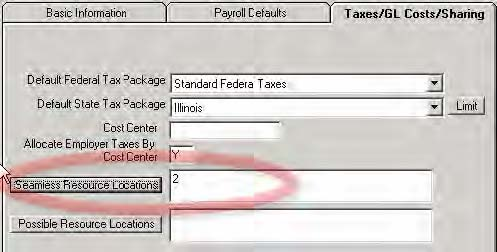 Basic Information Payroll Defaults Taxes/GL Costs/Sharing
Default Federal Tax Package Standard Federa Taxes
Default State Tax Package Illinois Limit
Cost Center
Allocate Employer Taxes By
Cost Center Y
Seamless Resource Locations 2
Possible Resource Locations